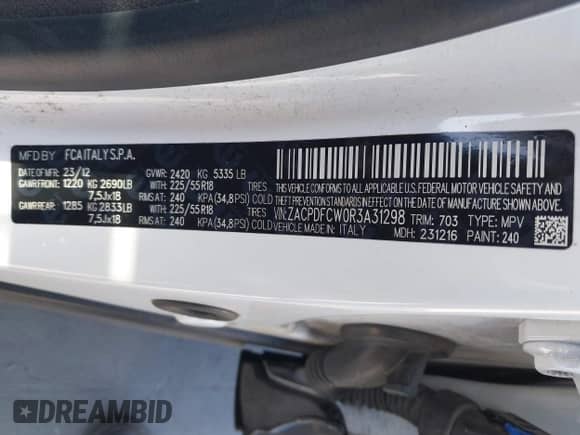 MFD BY FCA ITALY S.P.A.
DATE OF MFR 23/12 GVWR: 2420 KG 5335 LB
GAWR FRONT: 1220 KG 2690LB WITH: 225/55R18 TIRES
7,5Jx18 RIMS AT: 240 KPA (34,8PSI) COLD
GAWR REAR: 1285 KG 2833LB WITH: 225/55R18 TIRES
7,5Jx18 RIMS AT: 240 KPA (34,8PSI) COLD
THIS VEHICLE CONFORMS TO ALL APPLICABLE
U.S. FEDERAL MOTOR VEHICLE SAFETY,
BUMPER, AND THEFT PREVENTION STANDARDS IN EFFECT
ON THE DATE OF MANUFACTURE SHOWN ABOVE
VIN: ZACPDFCW0R3A31298 TRIM: 703 TYPE: MPV
VEHICLE MADE IN: ITALY MDH: 231216 PAINT: 240
DREAMBID